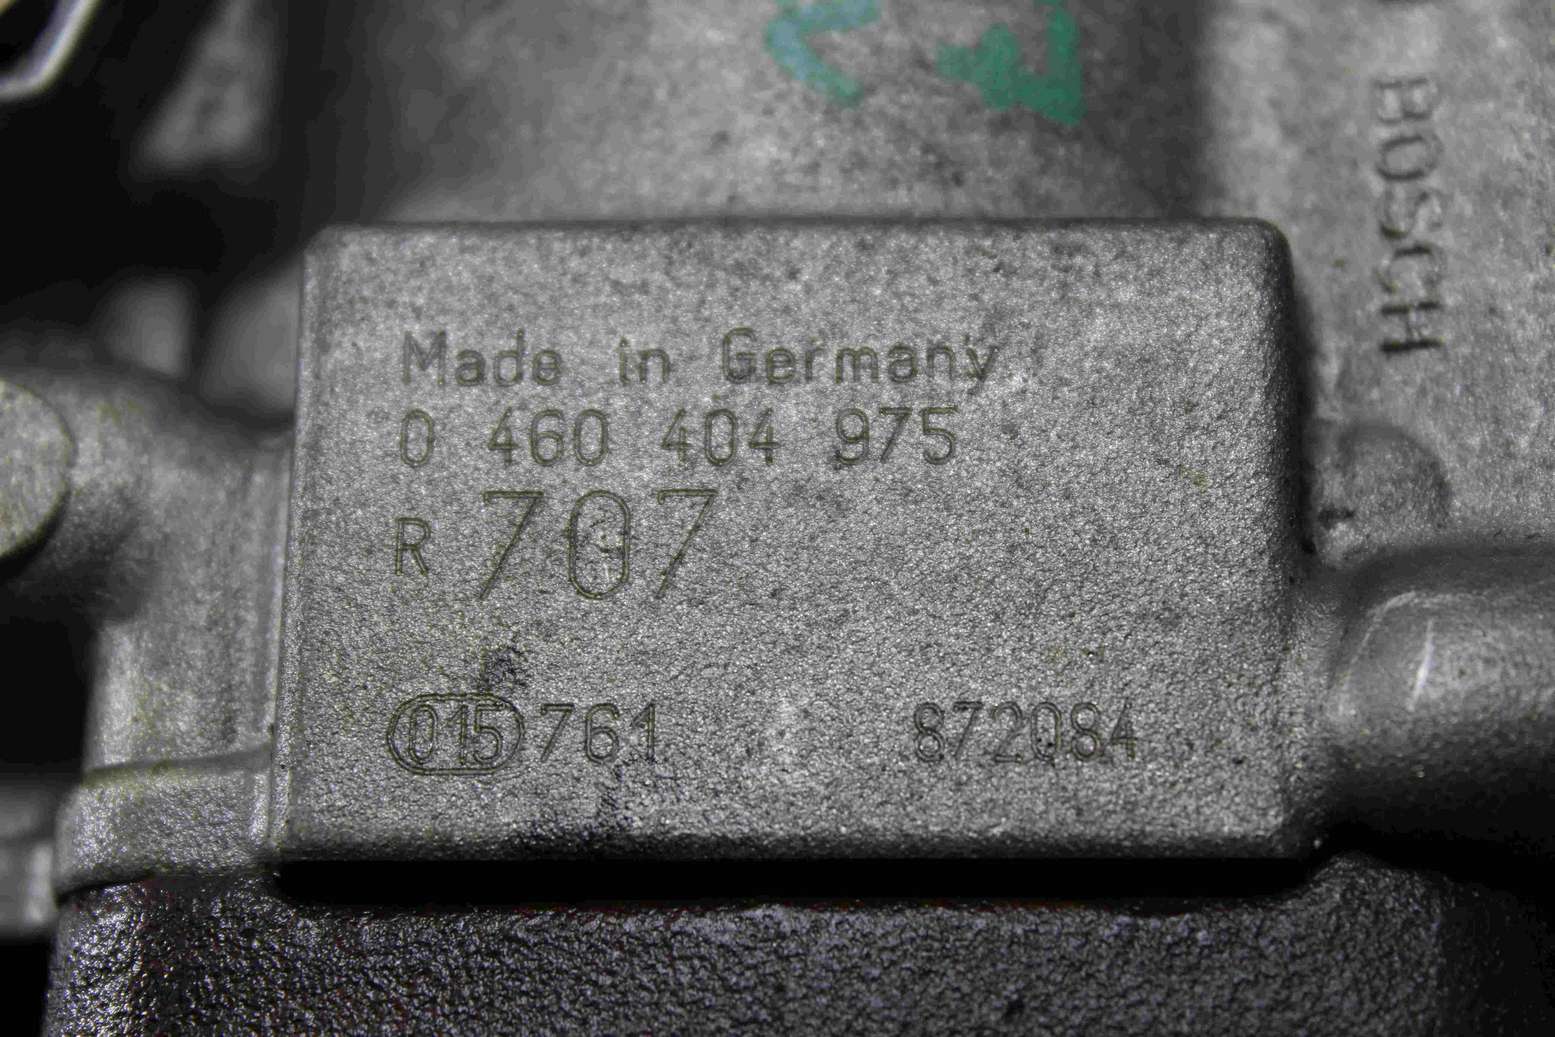 BOSCH
Made in Germany
0 460 404 975
R 707
015 761 872084